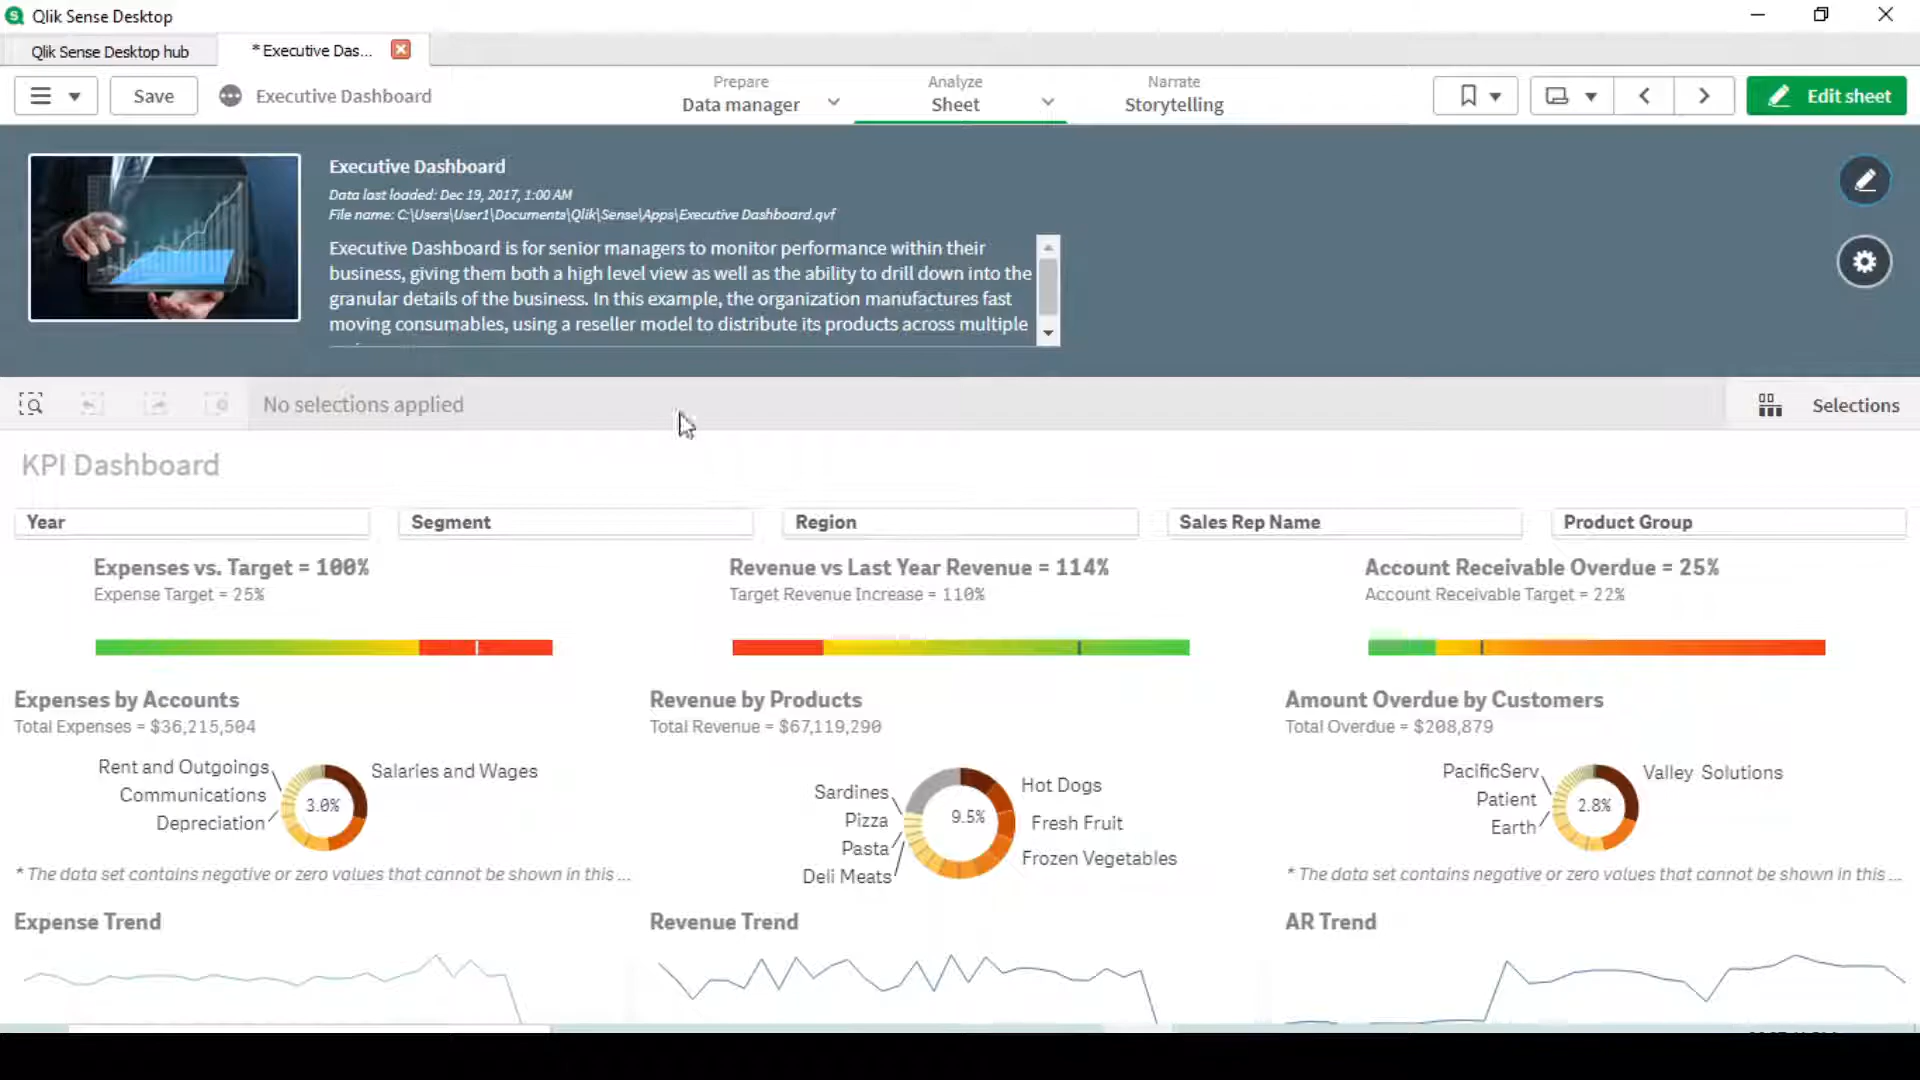 Qlik Sense Desktop
Qlik Sense Desktop hub
* Executive Das...
Save
Executive Dashboard
Prepare
Data manager
Analyze
Sheet
Narrate
Storytelling
Edit sheet
Executive Dashboard
Data last loaded: Dec 19, 2017, 1:00 AM
File name: C:\Users\User1\Documents\Qlik\Sense\Apps\Executive Dashboard.qvf
Executive Dashboard is for senior managers to monitor performance within their
business, giving them both a high level view as well as the ability to drill down into the
granular details of the business. In this example, the organization manufactures fast
moving consumables, using a reseller model to distribute its products across multiple
No selections applied
Selections
KPI Dashboard
Year
Segment
Region
Sales Rep Name
Product Group
Expenses vs. Target = 100%
Expense Target = 25%
Revenue vs Last Year Revenue = 114%
Target Revenue Increase = 110%
Account Receivable Overdue = 25%
Account Receivable Target = 22%
Expenses by Accounts
Total Expenses = $36,215,504
Rent and Outgoings
Communications
Depreciation
3.0%
Salaries and Wages
* The data set contains negative or zero values that cannot be shown in this ...
Revenue by Products
Total Revenue = $67,119,290
Sardines
Pizza
Pasta
Deli Meats
9.5%
Hot Dogs
Fresh Fruit
Frozen Vegetables
Amount Overdue by Customers
Total Overdue = $208,879
PacificServ
Patient
Earth
2.8%
Valley Solutions
* The data set contains negative or zero values that cannot be shown in this ...
Expense Trend
Revenue Trend
AR Trend